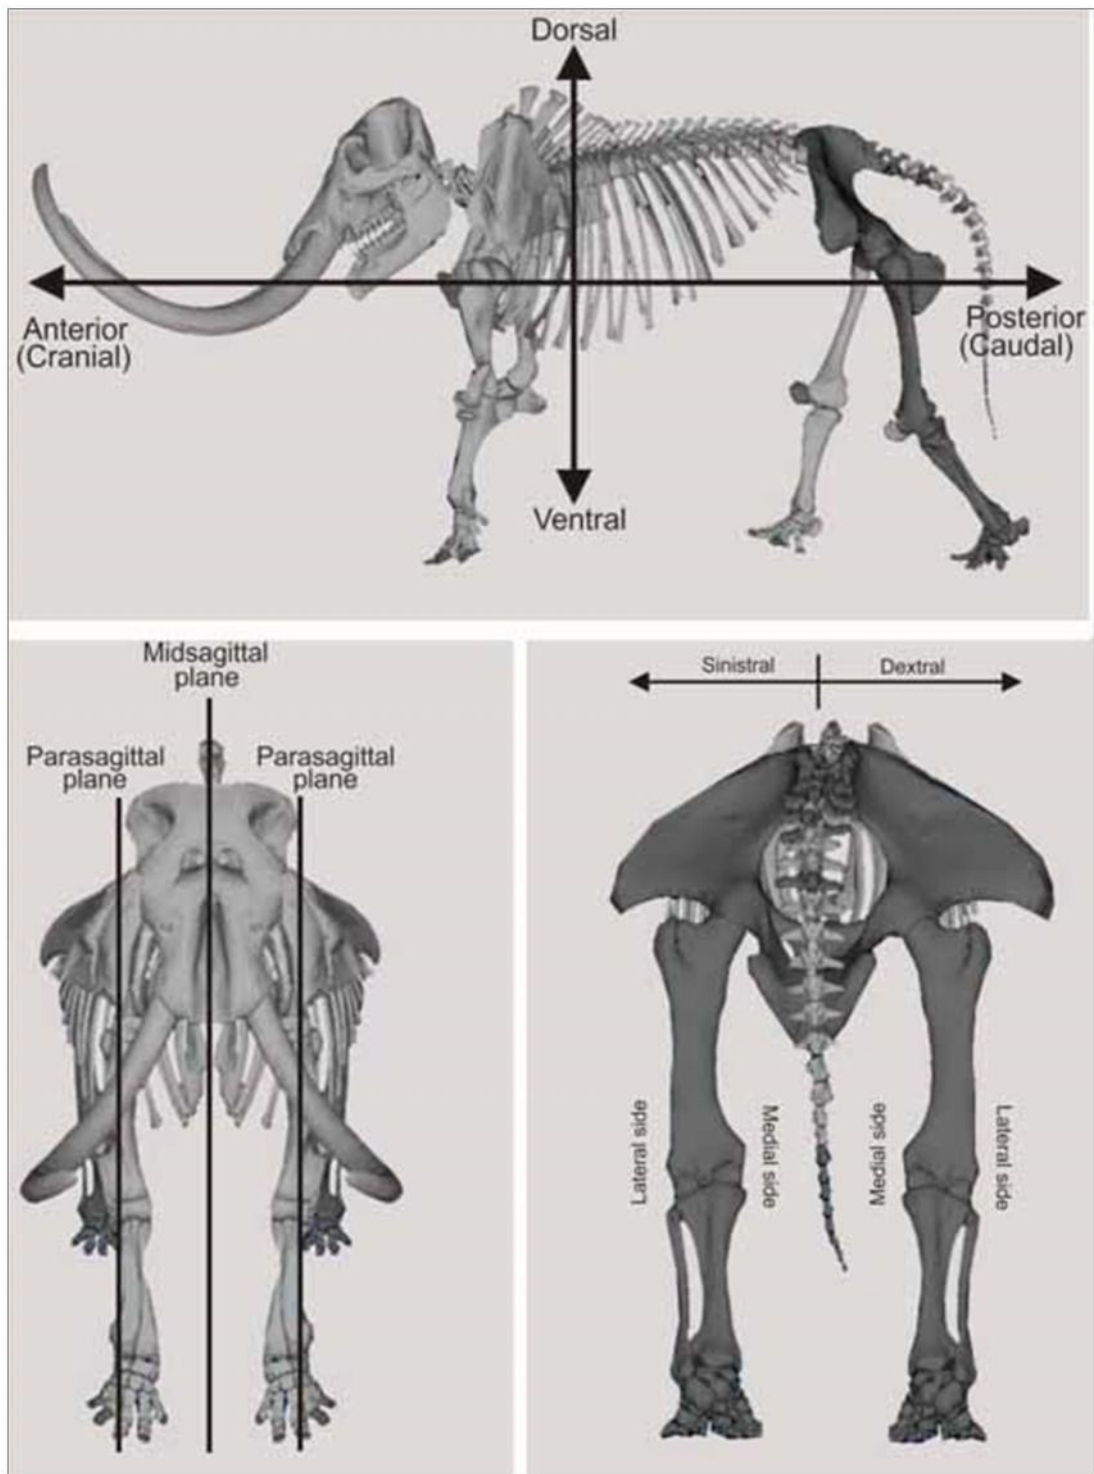 Dorsal
Anterior
(Cranial)
Posterior
(Caudal)
Ventral
Midsagittal
plane
Parasagittal
plane
Parasagittal
plane
Sinistral
Dextral
Lateral side
Medial side
Medial side
Lateral side